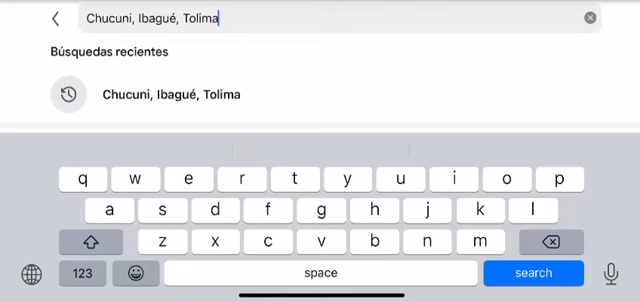 Chucuni, Ibagué, Tolima
Búsquedas recientes
Chucuni, Ibagué, Tolima
q w e r t y u i o p
a s d f g h j k l
z x c v b n m
123 space search